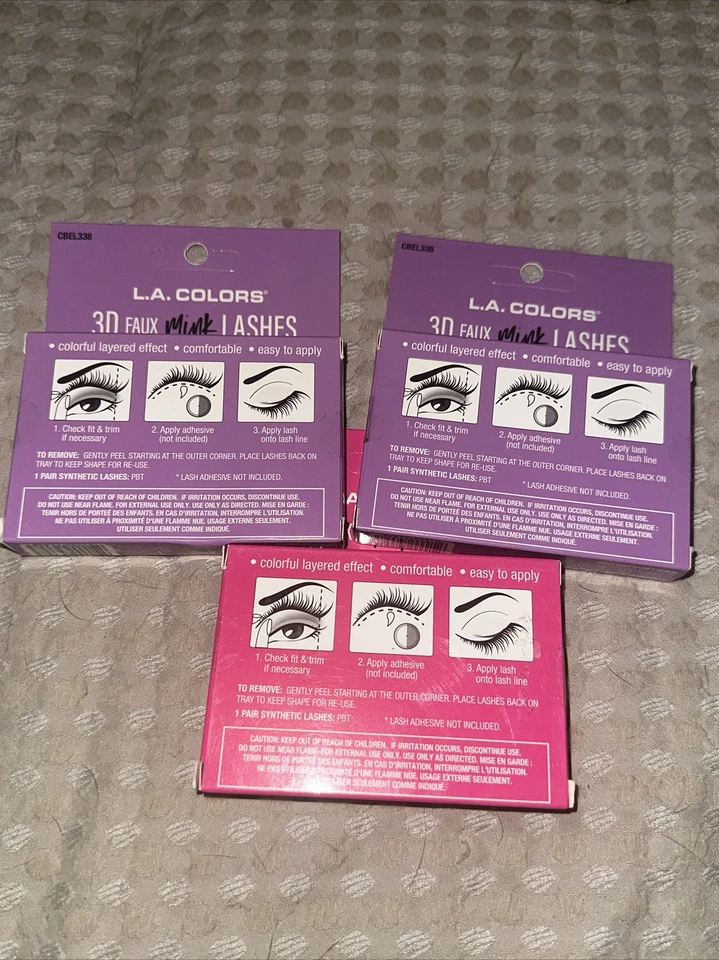 CBEL338
L.A. COLORS®
3D FAUX mink LASHES
• colorful layered effect • comfortable • easy to apply
1. Check fit & trim
if necessary
2. Apply adhesive
(not included)
3. Apply lash
onto lash line
TO REMOVE: GENTLY PEEL STARTING AT THE OUTER CORNER. PLACE LASHES BACK ON
TRAY TO KEEP SHAPE FOR RE-USE.
1 PAIR SYNTHETIC LASHES: PBT * LASH ADHESIVE NOT INCLUDED.
CAUTION: KEEP OUT OF REACH OF CHILDREN. IF IRRITATION OCCURS, DISCONTINUE USE.
DO NOT USE NEAR FLAME. FOR EXTERNAL USE ONLY. USE ONLY AS DIRECTED. MISE EN GARDE :
TENIR HORS DE PORTÉE DES ENFANTS. EN CAS D'IRRITATION, INTERROMPRE L'UTILISATION.
NE PAS UTILISER À PROXIMITÉ D'UNE FLAMME NUE. USAGE EXTERNE SEULEMENT.
UTILISER SEULEMENT COMME INDIQUÉ.
CBEL338
L.A. COLORS®
3D FAUX mink LASHES
• colorful layered effect • comfortable • easy to apply
1. Check fit & trim
if necessary
2. Apply adhesive
(not included)
3. Apply lash
onto lash line
TO REMOVE: GENTLY PEEL STARTING AT THE OUTER CORNER. PLACE LASHES BACK ON
TRAY TO KEEP SHAPE FOR RE-USE.
1 PAIR SYNTHETIC LASHES: PBT * LASH ADHESIVE NOT INCLUDED.
CAUTION: KEEP OUT OF REACH OF CHILDREN. IF IRRITATION OCCURS, DISCONTINUE USE.
DO NOT USE NEAR FLAME. FOR EXTERNAL USE ONLY. USE ONLY AS DIRECTED. MISE EN GARDE :
TENIR HORS DE PORTÉE DES ENFANTS. EN CAS D'IRRITATION, INTERROMPRE L'UTILISATION.
NE PAS UTILISER À PROXIMITÉ D'UNE FLAMME NUE. USAGE EXTERNE SEULEMENT.
UTILISER SEULEMENT COMME INDIQUÉ.
• colorful layered effect • comfortable • easy to apply
1. Check fit & trim
if necessary
2. Apply adhesive
(not included)
3. Apply lash
onto lash line
TO REMOVE: GENTLY PEEL STARTING AT THE OUTER CORNER. PLACE LASHES BACK ON
TRAY TO KEEP SHAPE FOR RE-USE.
1 PAIR SYNTHETIC LASHES: PBT * LASH ADHESIVE NOT INCLUDED.
CAUTION: KEEP OUT OF REACH OF CHILDREN. IF IRRITATION OCCURS, DISCONTINUE USE.
DO NOT USE NEAR FLAME. FOR EXTERNAL USE ONLY. USE ONLY AS DIRECTED. MISE EN GARDE :
TENIR HORS DE PORTÉE DES ENFANTS. EN CAS D'IRRITATION, INTERROMPRE L'UTILISATION.
NE PAS UTILISER À PROXIMITÉ D'UNE FLAMME NUE. USAGE EXTERNE SEULEMENT.
UTILISER SEULEMENT COMME INDIQUÉ.